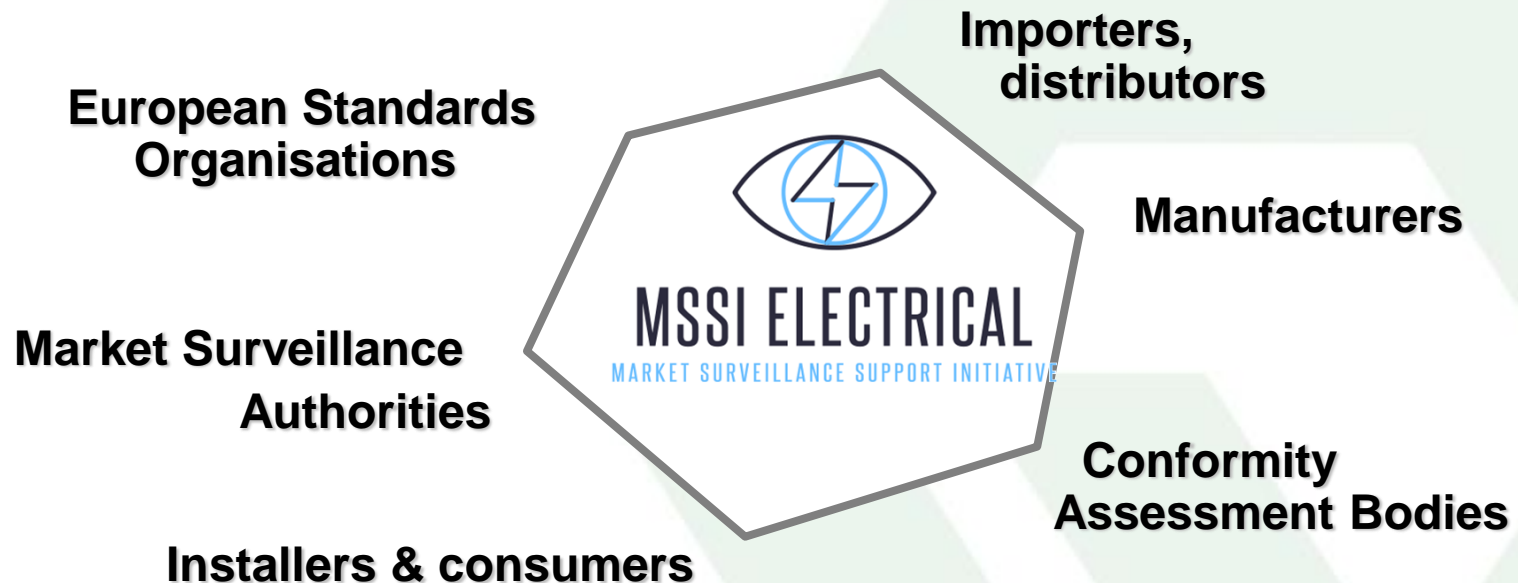 Importers,
distributors
European Standards
Organisations
Manufacturers
MSSI ELECTRICAL
MARKET SURVEILLANCE SUPPORT INITIATIVE
Market Surveillance
Authorities
Conformity
Assessment Bodies
Installers & consumers